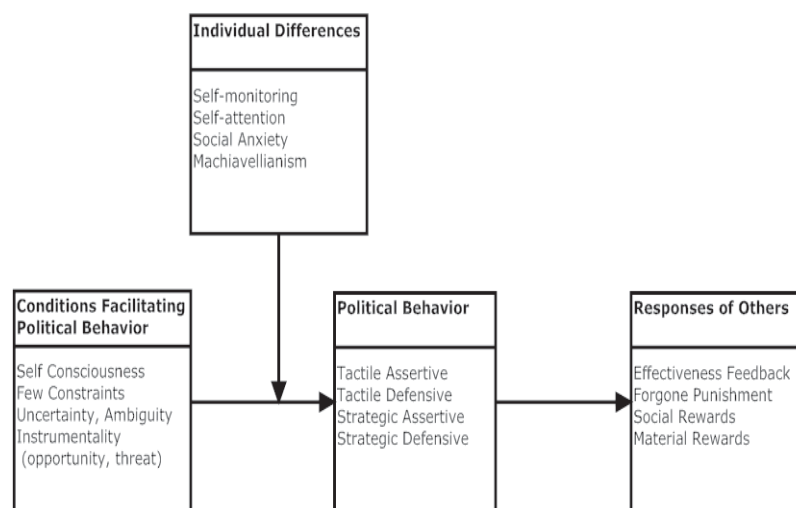 Individual Differences
Self-monitoring
Self-attention
Social Anxiety
Machiavellianism
Conditions Facilitating
Political Behavior
Self Consciousness
Few Constraints
Uncertainty, Ambiguity
Instrumentality
(opportunity, threat)
Political Behavior
Tactile Assertive
Tactile Defensive
Strategic Assertive
Strategic Defensive
Responses of Others
Effectiveness Feedback
Forgone Punishment
Social Rewards
Material Rewards